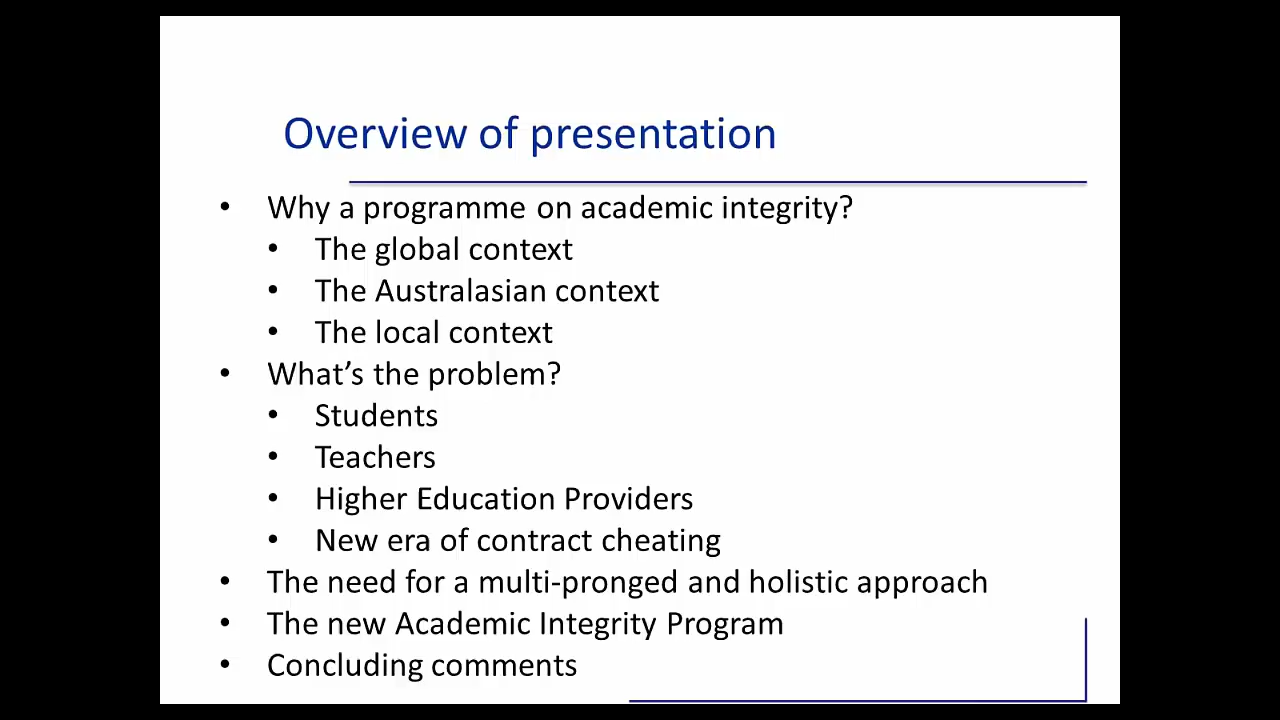 Overview of presentation
• Why a programme on academic integrity?
• The global context
• The Australasian context
• The local context
• What’s the problem?
• Students
• Teachers
• Higher Education Providers
• New era of contract cheating
• The need for a multi-pronged and holistic approach
• The new Academic Integrity Program
• Concluding comments